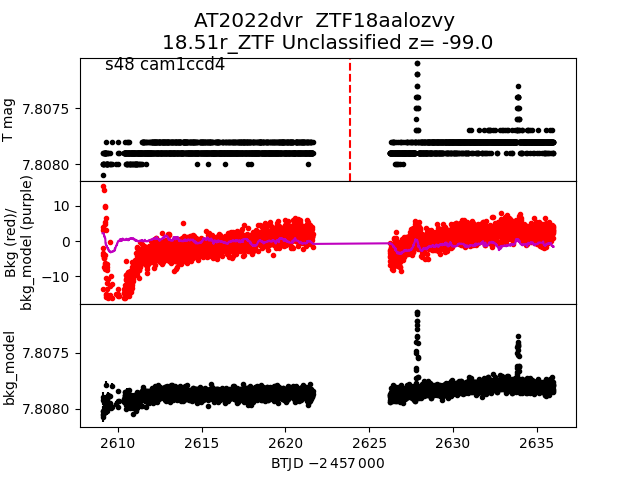 AT2022dvr  ZTF18aalozvy
18.51r_ZTF Unclassified z= -99.0
s48 cam1ccd4
T mag
7.8075
7.8080
Bkg (red)/
bkg_model (purple)
10
0
−10
bkg_model
7.8075
7.8080
2610 2615 2620 2625 2630 2635
BTJD −2 457 000